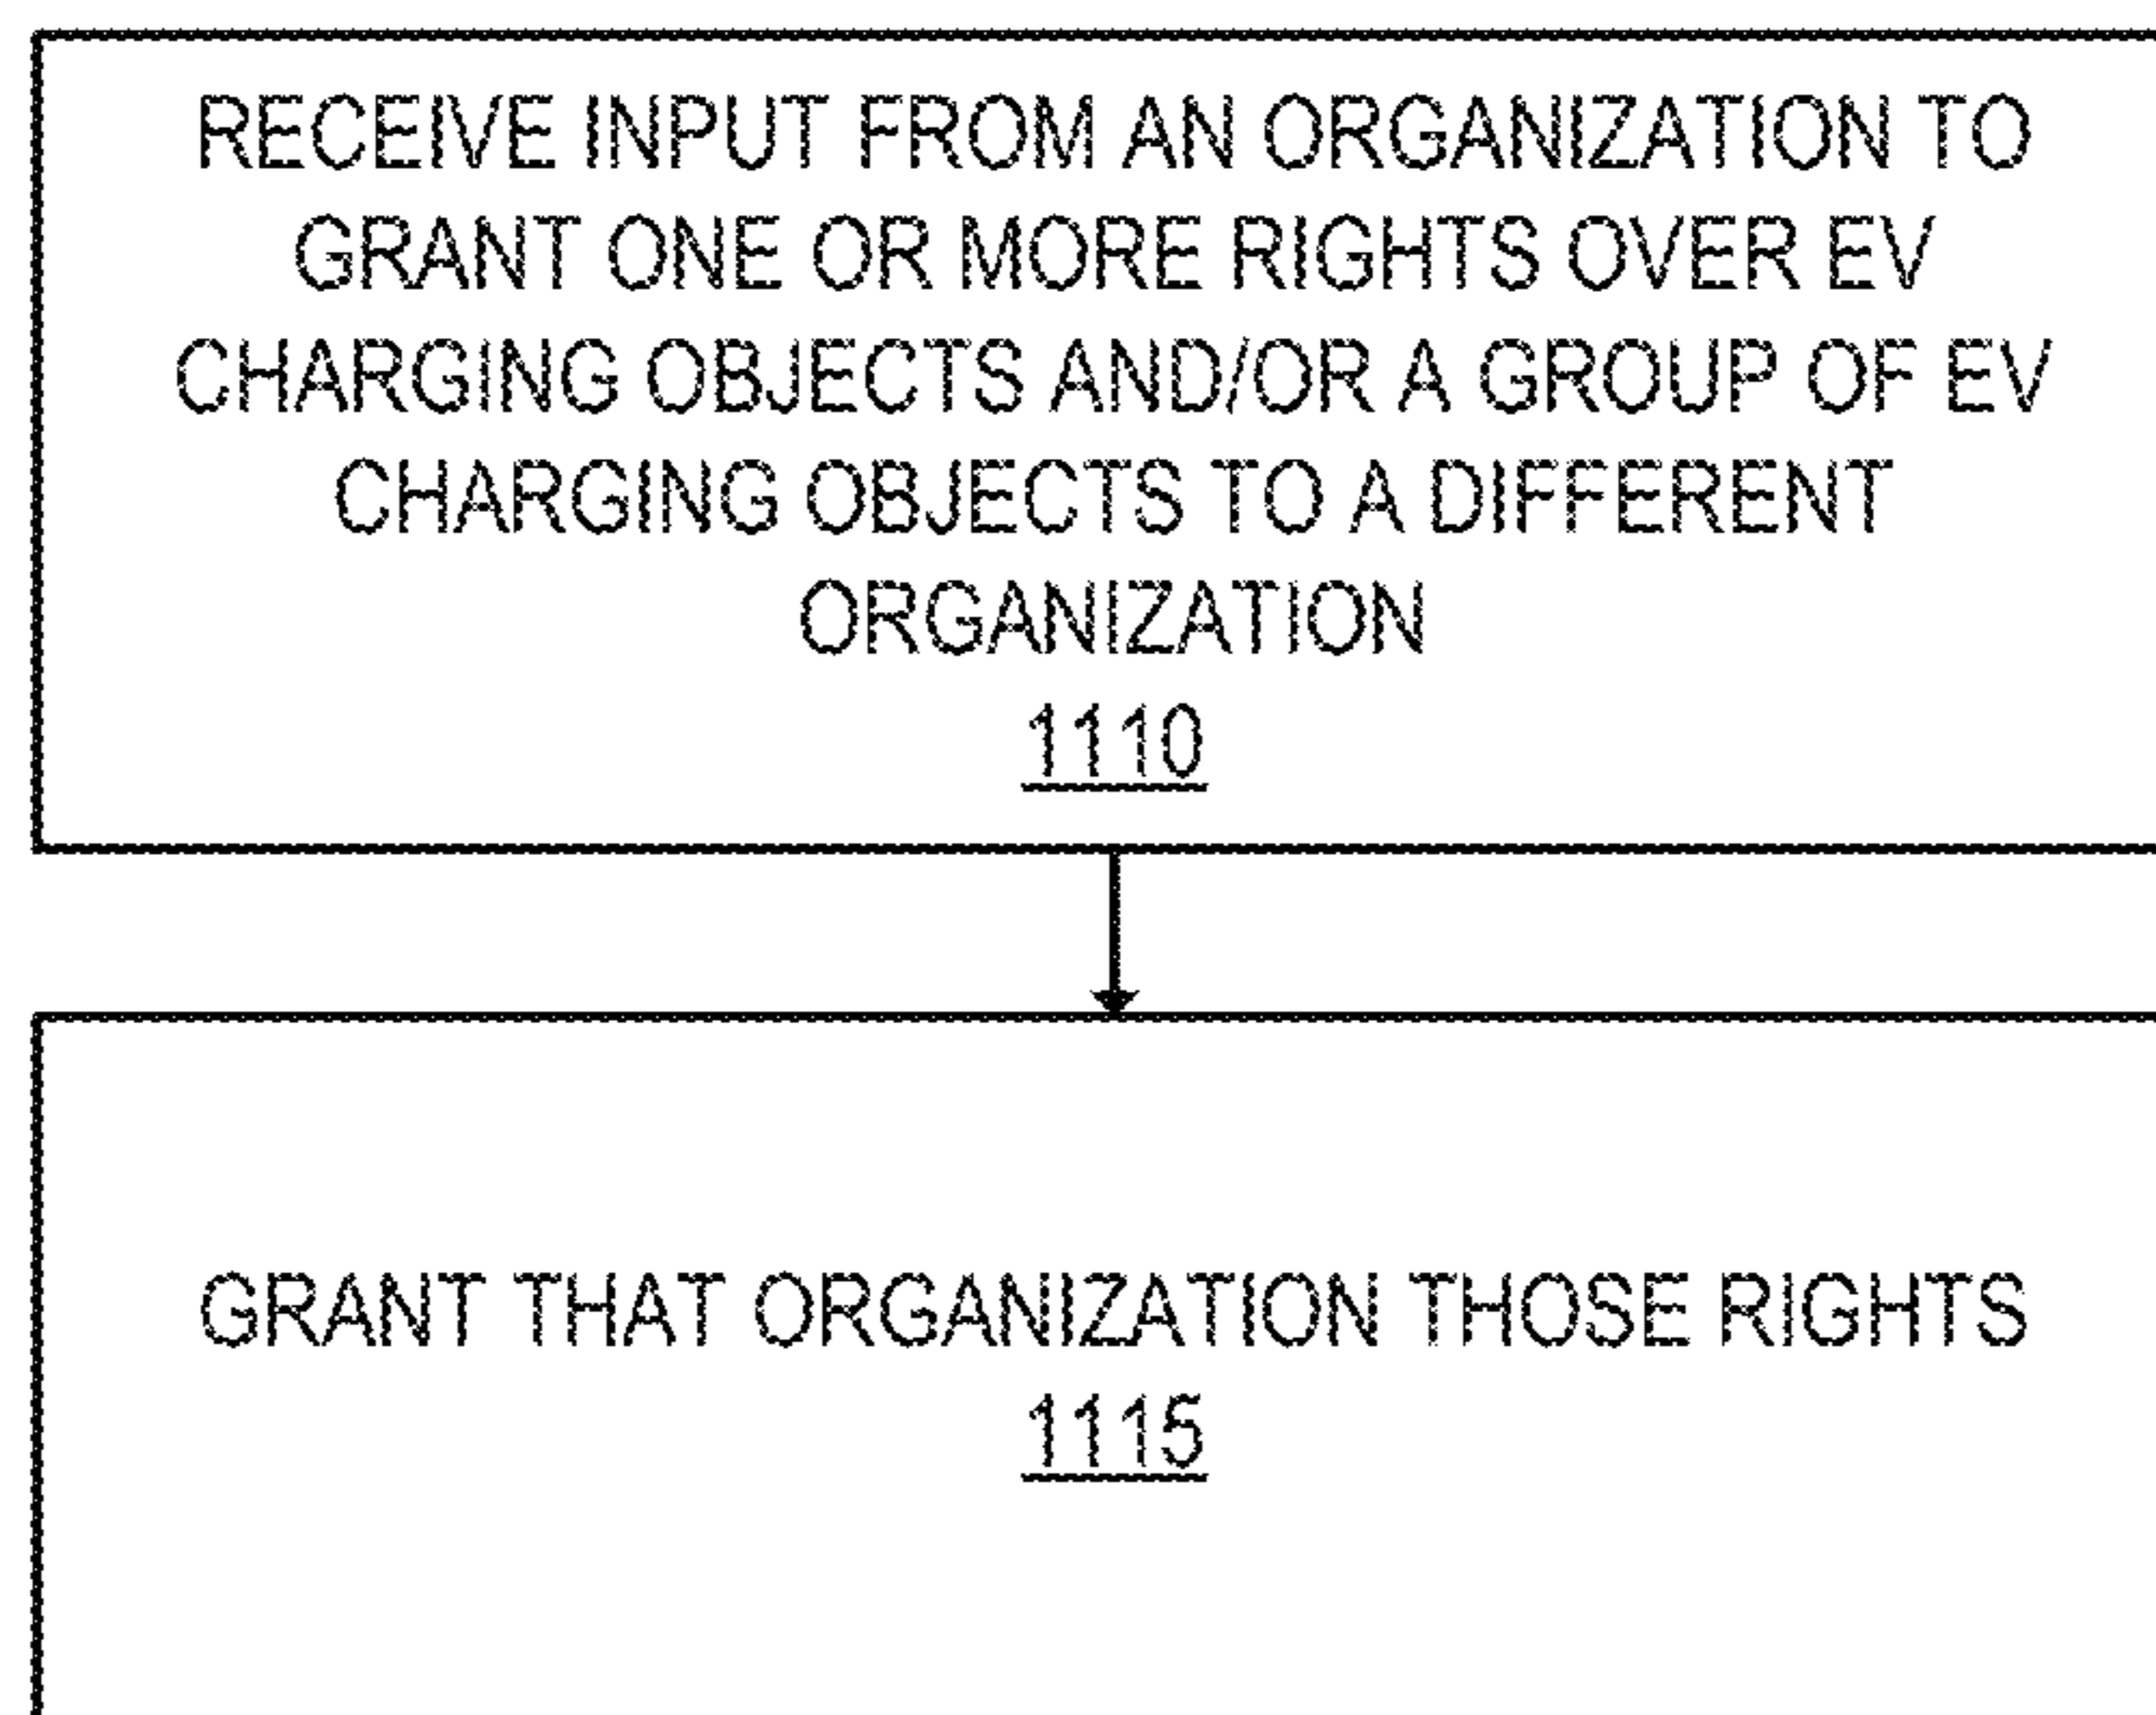 RECEIVE INPUT FROM AN ORGANIZATION TO
GRANT ONE OR MORE RIGHTS OVER EV
CHARGING OBJECTS AND/OR A GROUP OF EV
CHARGING OBJECTS TO A DIFFERENT
ORGANIZATION
1110
GRANT THAT ORGANIZATION THOSE RIGHTS
1115